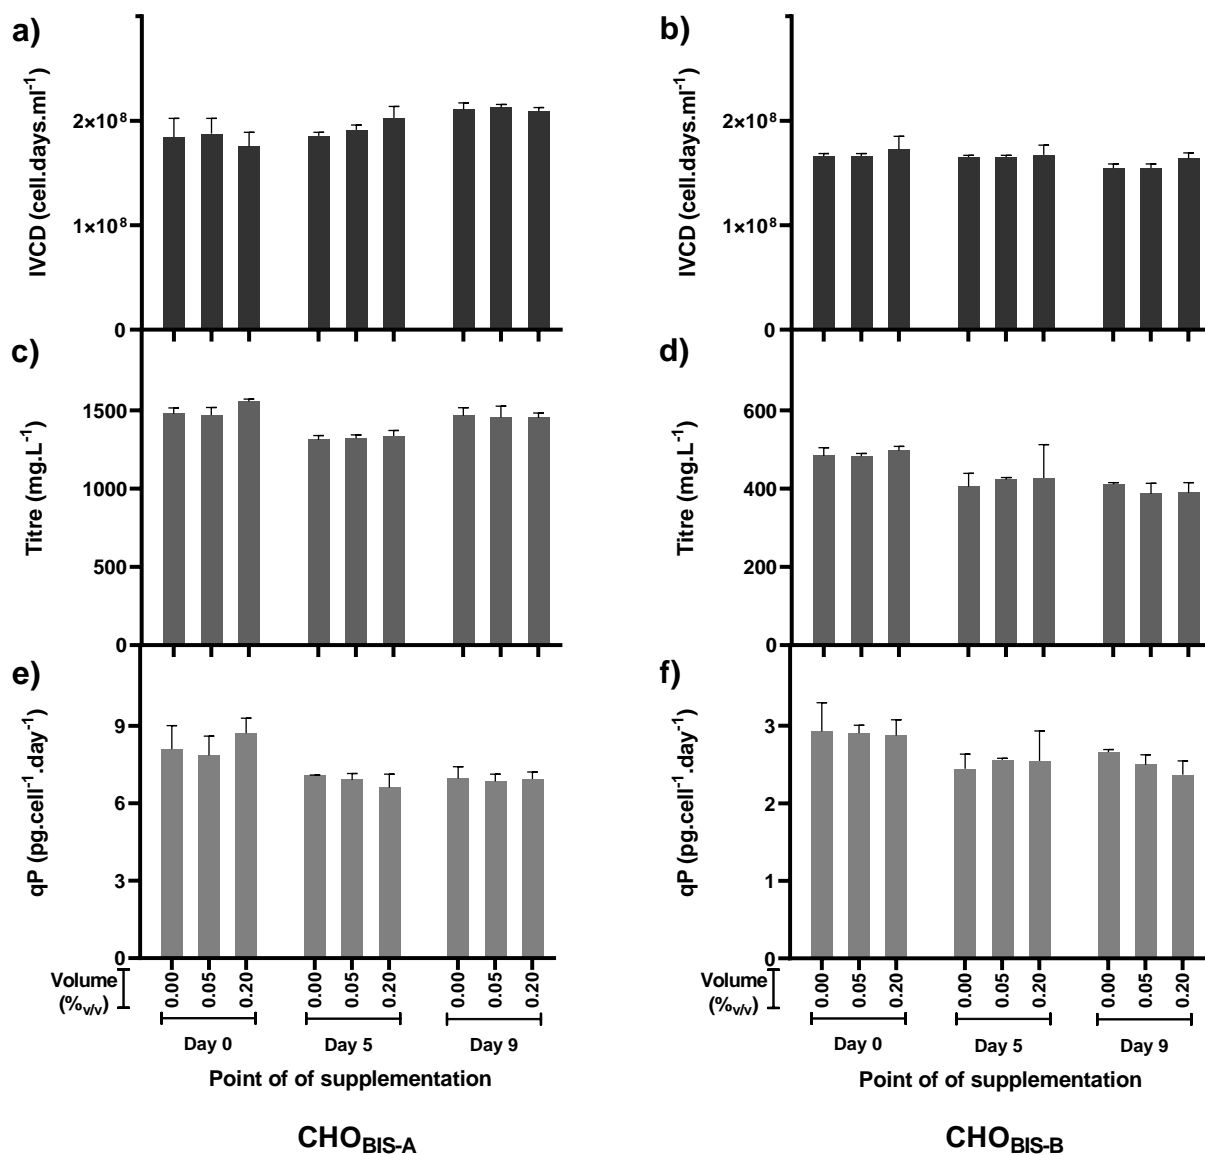 a)
IVCD (cell.days.ml⁻¹)
2×10⁸
1×10⁸
0
b)
IVCD (cell.days.ml⁻¹)
2×10⁸
1×10⁸
0
c)
Titre (mg.L⁻¹)
1500
1000
500
0
d)
Titre (mg.L⁻¹)
600
400
200
0
e)
qP (pg.cell⁻¹.day⁻¹)
9
6
3
0
f)
qP (pg.cell⁻¹.day⁻¹)
3
2
1
0
Volume
(%v/v)
0.00
0.05
0.20
0.00
0.05
0.20
0.00
0.05
0.20
Day 0
Day 5
Day 9
Point of of supplementation
CHO_BIS-A
Volume
(%v/v)
0.00
0.05
0.20
0.00
0.05
0.20
0.00
0.05
0.20
Day 0
Day 5
Day 9
Point of of supplementation
CHO_BIS-B